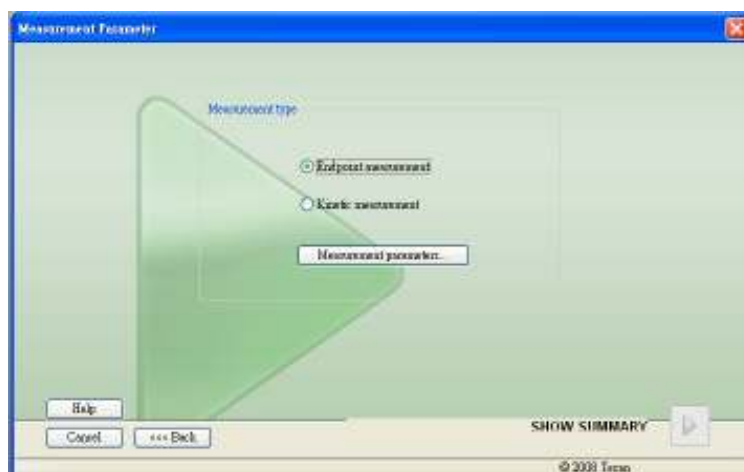 Measurement Parameter
Measurement type
Endpoint measurement
Kinetic measurement
Measurement parameters...
Help
Cancel
<<< Back
SHOW SUMMARY
© 2008 Tecan